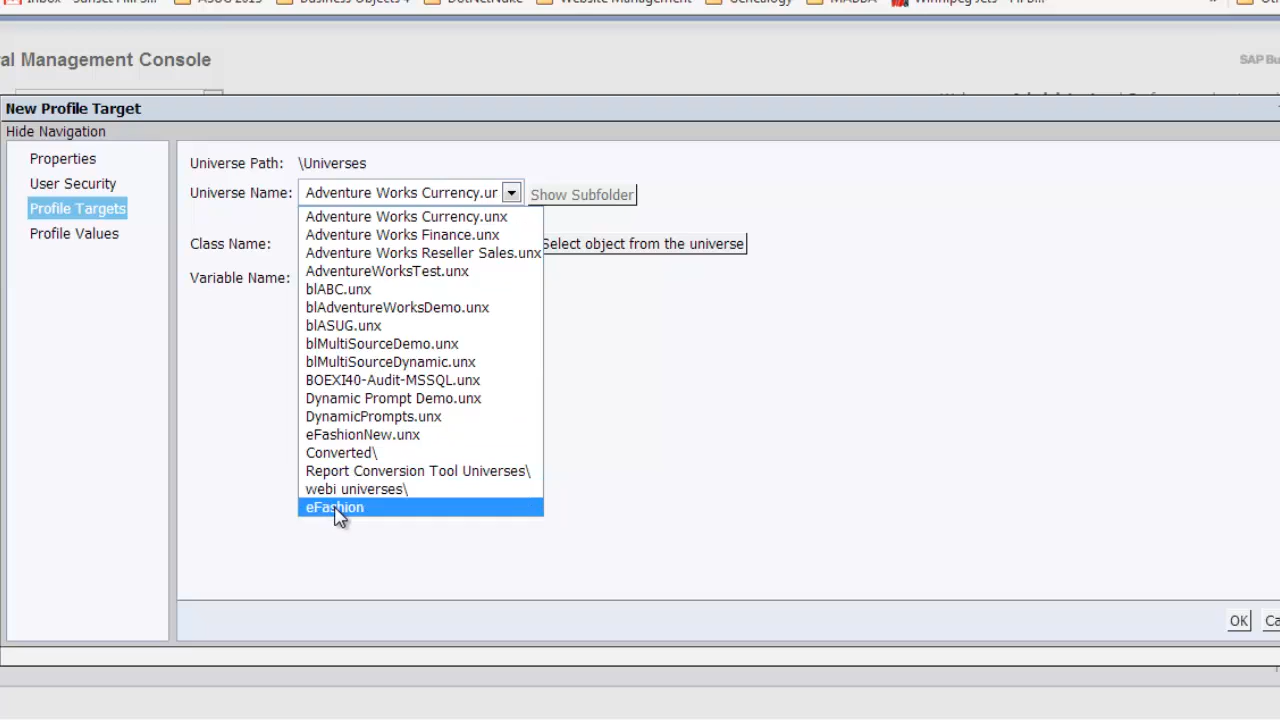 al Management Console
SAP Bu
New Profile Target
Hide Navigation
Properties
User Security
Profile Targets
Profile Values
Universe Path: \Universes
Universe Name: Adventure Works Currency.ur Show Subfolder
Adventure Works Currency.unx
Adventure Works Finance.unx
Adventure Works Reseller Sales.unx
AdventureWorksTest.unx
blABC.unx
blAdventureWorksDemo.unx
blASUG.unx
blMultiSourceDemo.unx
blMultiSourceDynamic.unx
BOEXI40-Audit-MSSQL.unx
Dynamic Prompt Demo.unx
DynamicPrompts.unx
eFashionNew.unx
Converted\
Report Conversion Tool Universes\
webi universes\
eFashion
Class Name: Select object from the universe
Variable Name:
OK Ca